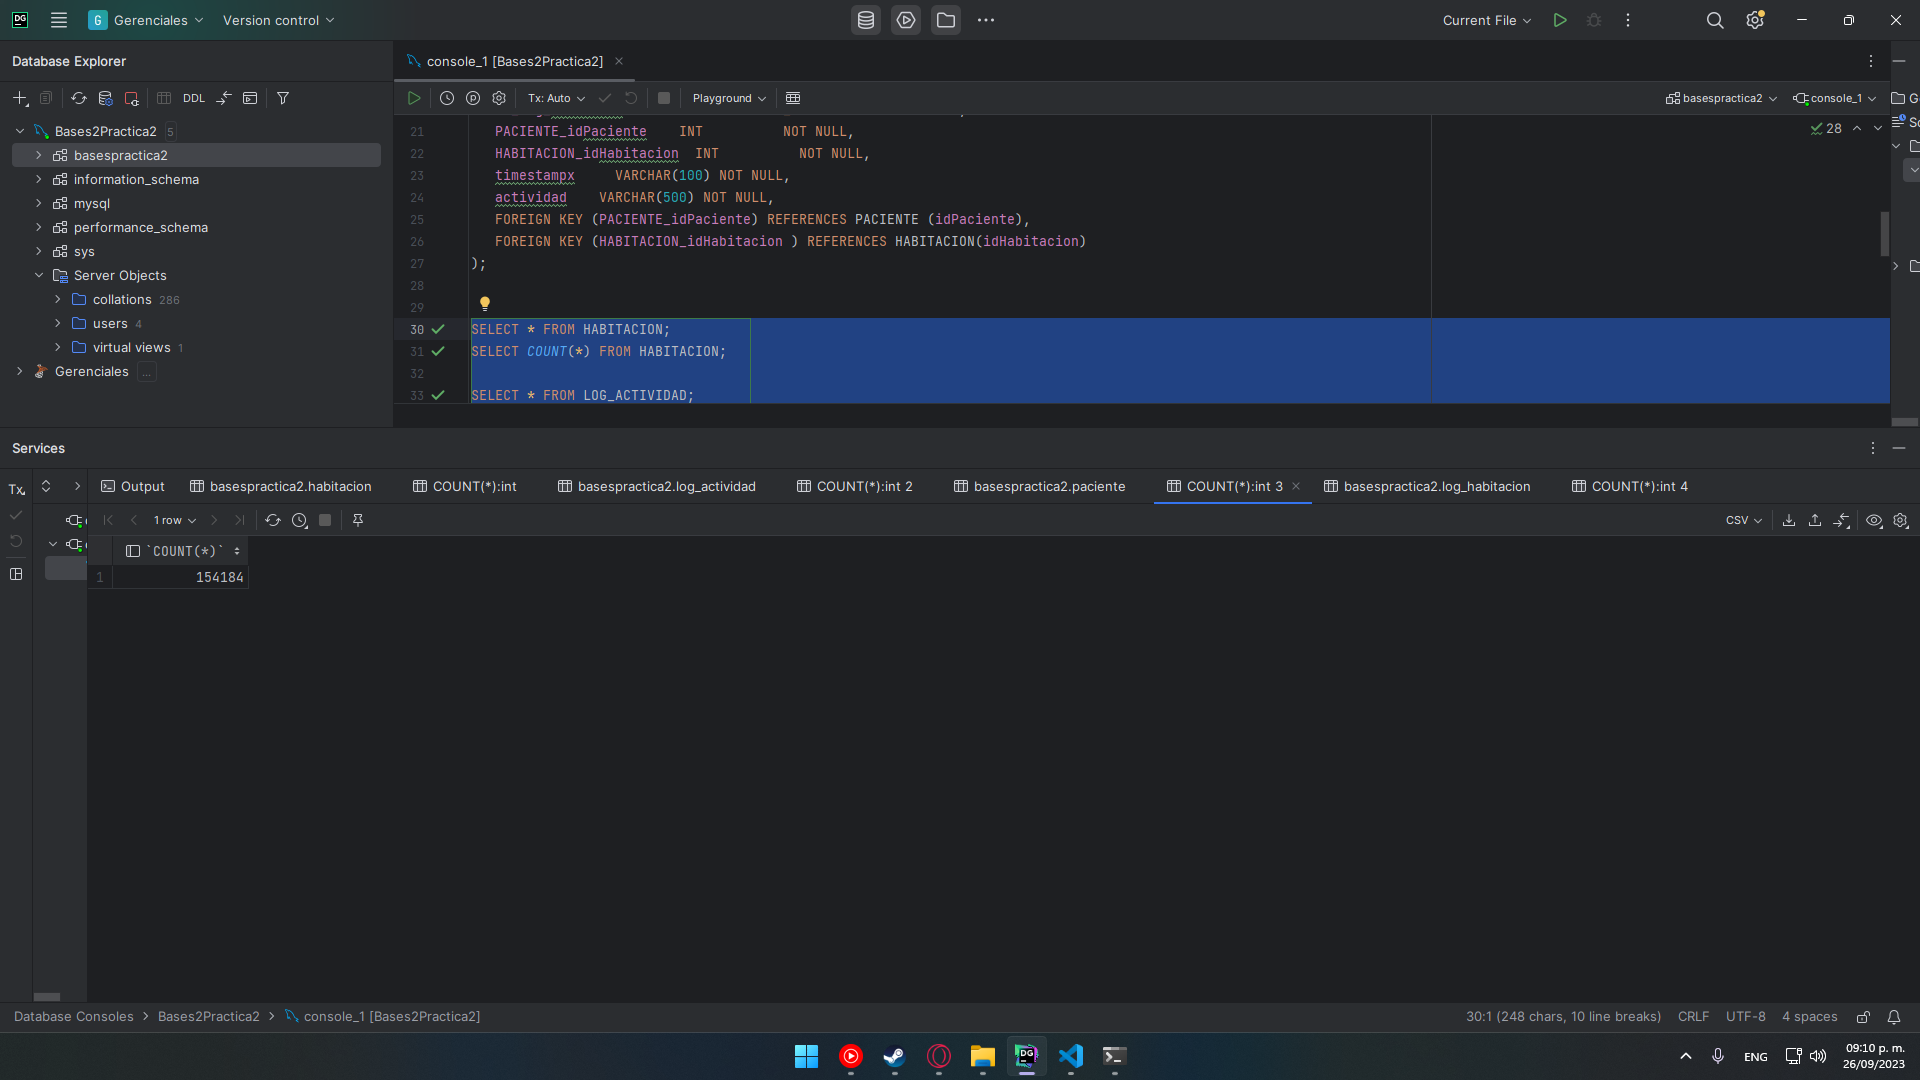 DG
G
Gerenciales
Version control
Current File
Database Explorer
DDL
Bases2Practica2 5
basespractica2
information_schema
mysql
performance_schema
sys
Server Objects
collations 286
users 4
virtual views 1
Gerenciales ...
console_1 [Bases2Practica2]
Tx: Auto
Playground
basespractica2
console_1
G
28
Sc
21 PACIENTE_idPaciente INT NOT NULL,
22 HABITACION_idHabitacion INT NOT NULL,
23 timestampx VARCHAR(100) NOT NULL,
24 actividad VARCHAR(500) NOT NULL,
25 FOREIGN KEY (PACIENTE_idPaciente) REFERENCES PACIENTE (idPaciente),
26 FOREIGN KEY (HABITACION_idHabitacion ) REFERENCES HABITACION(idHabitacion)
27 );
28
29
30 SELECT * FROM HABITACION;
31 SELECT COUNT(*) FROM HABITACION;
32
33 SELECT * FROM LOG_ACTIVIDAD;
Services
Tx
Output
basespractica2.habitacion
COUNT(*):int
basespractica2.log_actividad
COUNT(*):int 2
basespractica2.paciente
COUNT(*):int 3
basespractica2.log_habitacion
COUNT(*):int 4
1 row
CSV
`COUNT(*)`
1 154184
Database Consoles > Bases2Practica2 > console_1 [Bases2Practica2]
30:1 (248 chars, 10 line breaks)
CRLF
UTF-8
4 spaces
DG
ENG
09:10 p. m.
26/09/2023